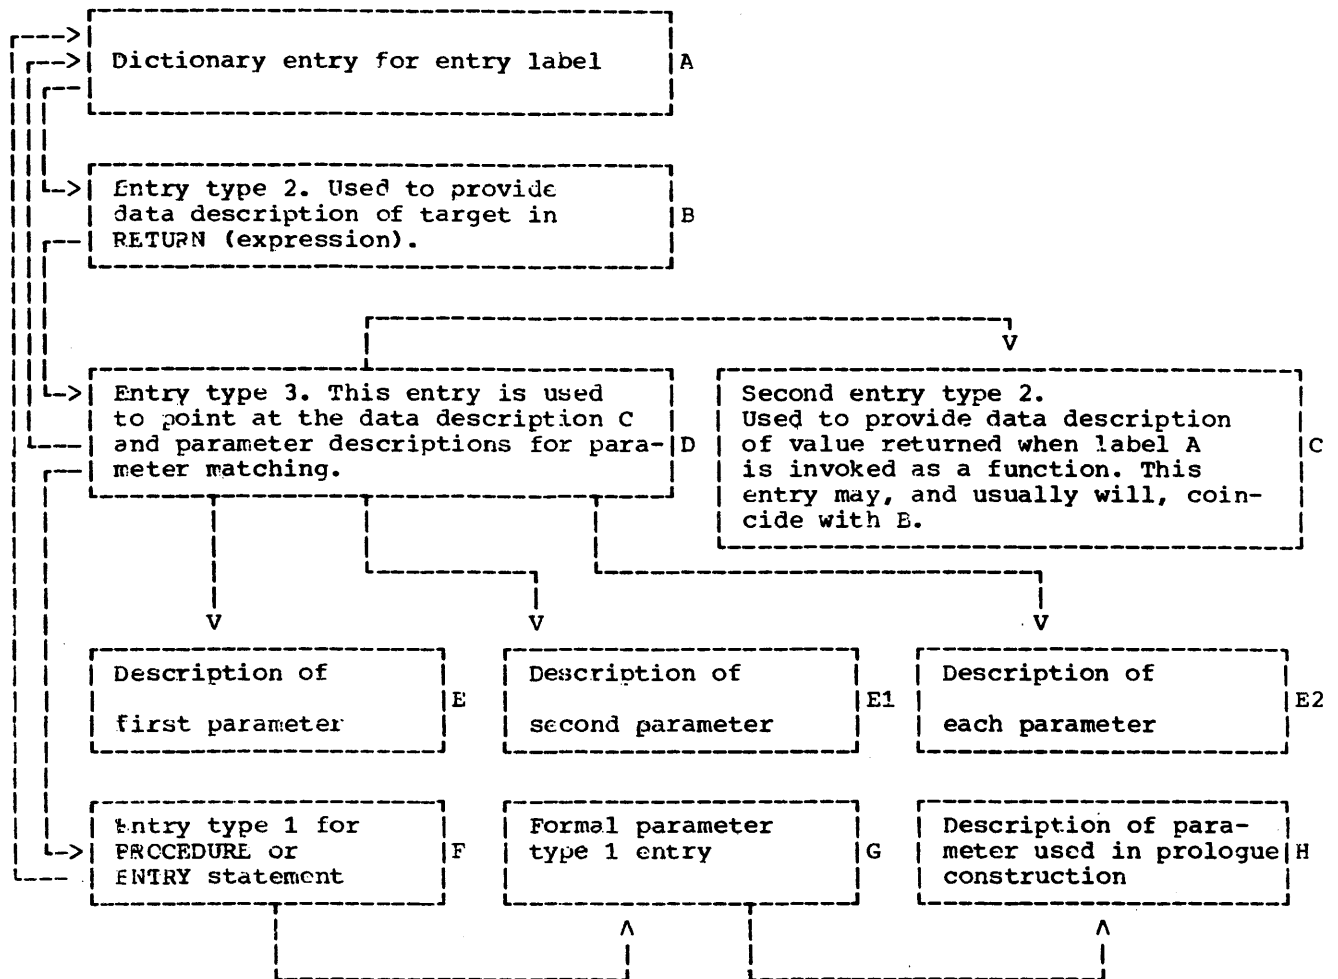 Dictionary entry for entry label
A
Entry type 2. Used to provide
data description of target in
RETURN (expression).
B
Entry type 3. This entry is used
to point at the data description C
and parameter descriptions for para-
meter matching.
D
Second entry type 2.
Used to provide data description
of value returned when label A
is invoked as a function. This
entry may, and usually will, coin-
cide with B.
C
Description of
first parameter
E
Description of
second parameter
E1
Description of
each parameter
E2
Entry type 1 for
PROCEDURE or
ENTRY statement
F
Formal parameter
type 1 entry
G
Description of para-
meter used in prologue
construction
H